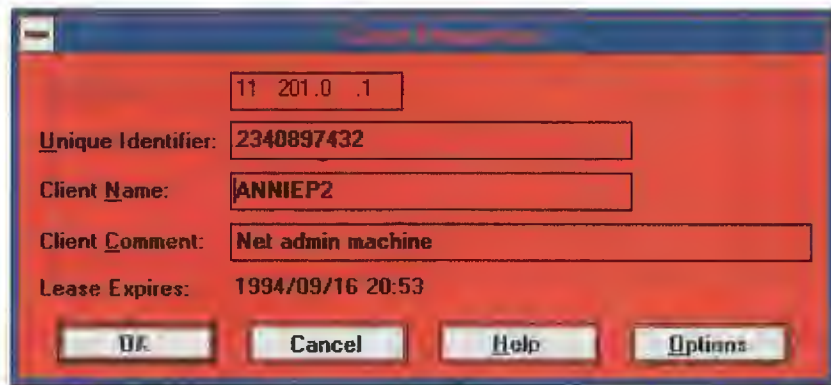 11 201.0 .1
Unique Identifier: 2340897432
Client Name: ANNIEP2
Client Comment: Net admin machine
Lease Expires: 1994/09/16 20:53
OK Cancel Help Options